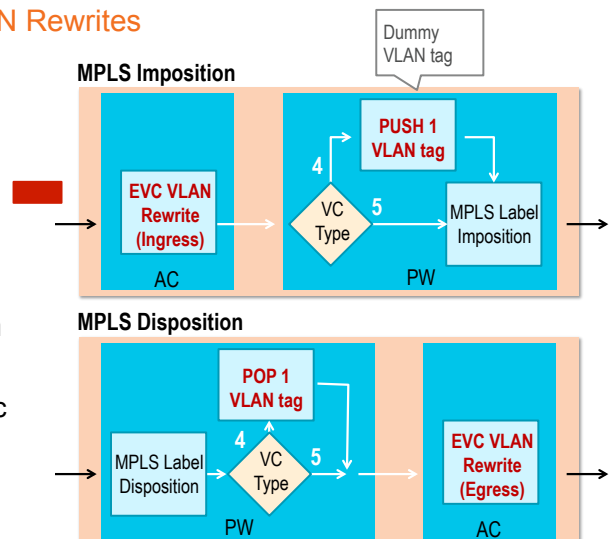 N Rewrites
Dummy
VLAN tag
MPLS Imposition
PUSH 1
VLAN tag
4
EVC VLAN
Rewrite
(Ingress)
VC
Type
5
MPLS Label
Imposition
AC
PW
MPLS Disposition
c
POP 1
VLAN tag
4
MPLS Label
Disposition
VC
Type
5
EVC VLAN
Rewrite
(Egress)
PW
AC